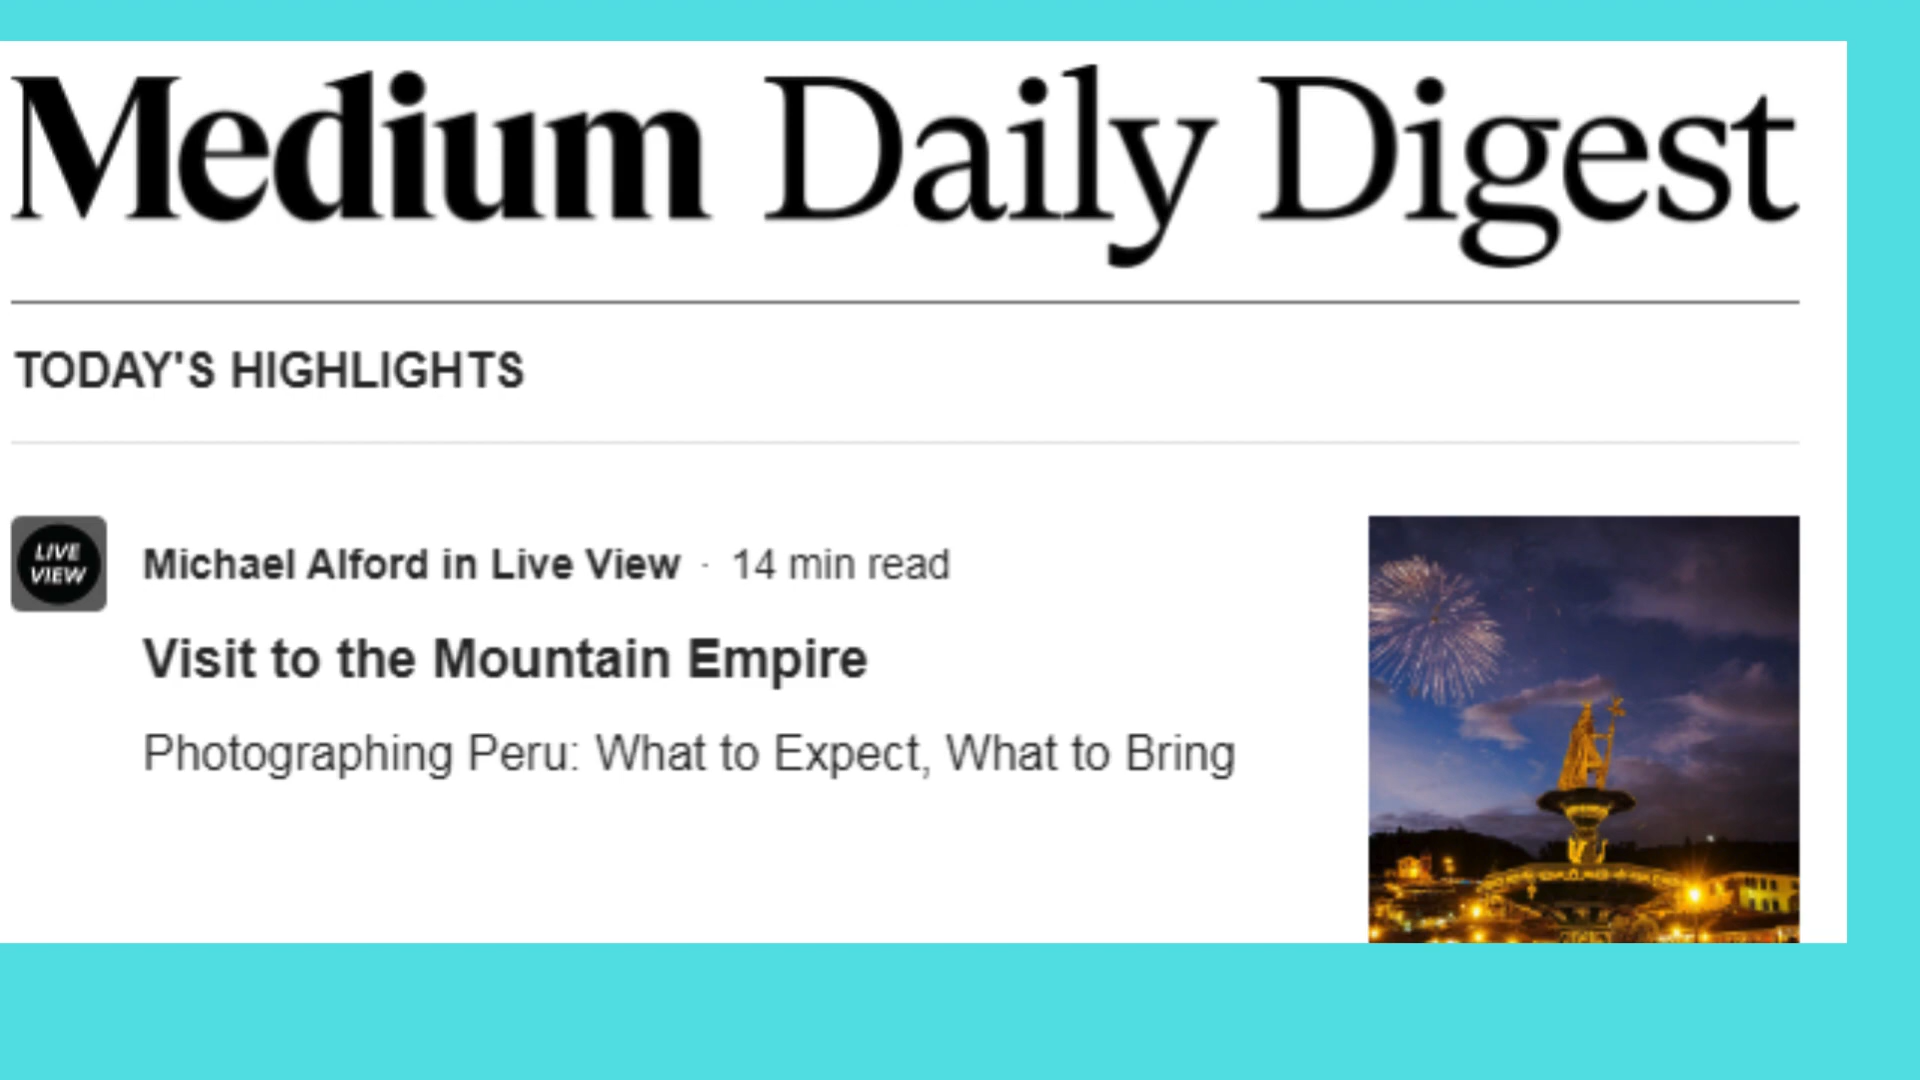 Medium Daily Digest
TODAY'S HIGHLIGHTS
LIVE
VIEW
Michael Alford in Live View · 14 min read
Visit to the Mountain Empire
Photographing Peru: What to Expect, What to Bring